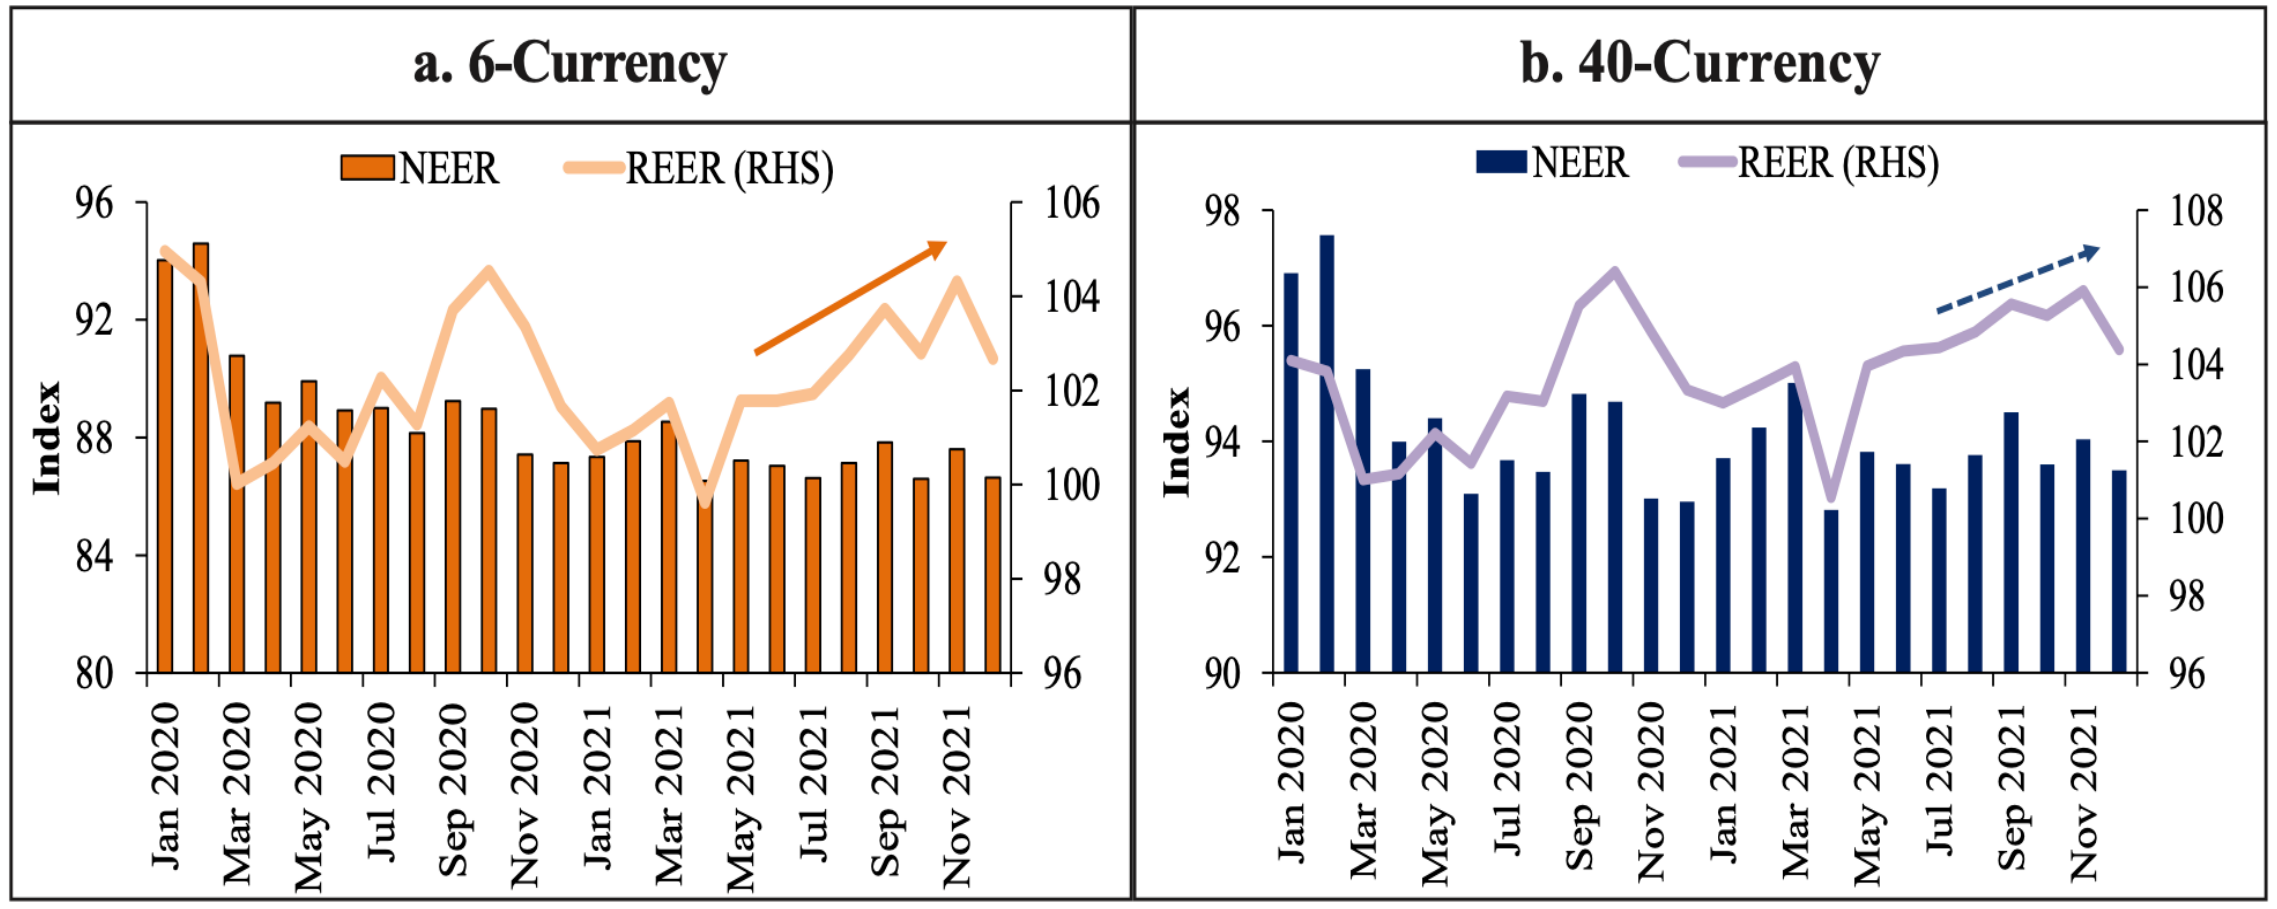 a. 6-Currency
NEER REER (RHS)
96
92
88
84
80
Index
106
104
102
100
98
96
Jan 2020
Mar 2020
May 2020
Jul 2020
Sep 2020
Nov 2020
Jan 2021
Mar 2021
May 2021
Jul 2021
Sep 2021
Nov 2021
b. 40-Currency
NEER REER (RHS)
98
96
94
92
90
Index
108
106
104
102
100
98
96
Jan 2020
Mar 2020
May 2020
Jul 2020
Sep 2020
Nov 2020
Jan 2021
Mar 2021
May 2021
Jul 2021
Sep 2021
Nov 2021